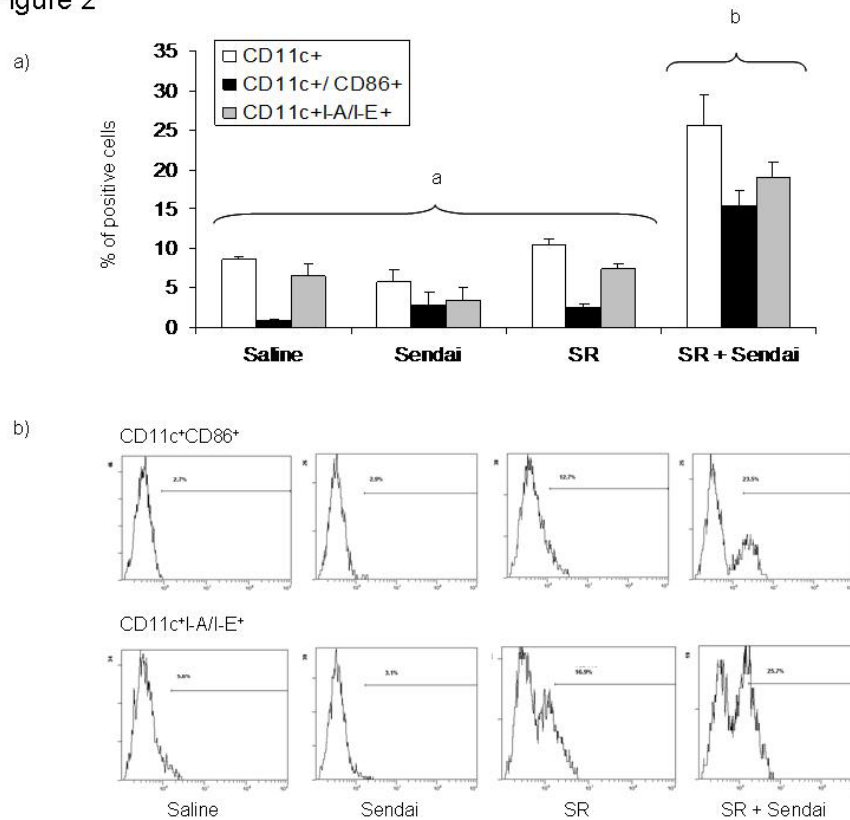 Figure 2
a)
b
35
30
25
20
15
10
5
0
% of positive cells
CD11c+
CD11c+/ CD86+
CD11c+I-A/I-E+
a
Saline Sendai SR SR + Sendai
b)
CD11c+CD86+
2.7% 2.9% 12.7% 23.5%
CD11c+I-A/I-E+
5.6% 3.1% 16.9% 25.7%
Saline Sendai SR SR + Sendai